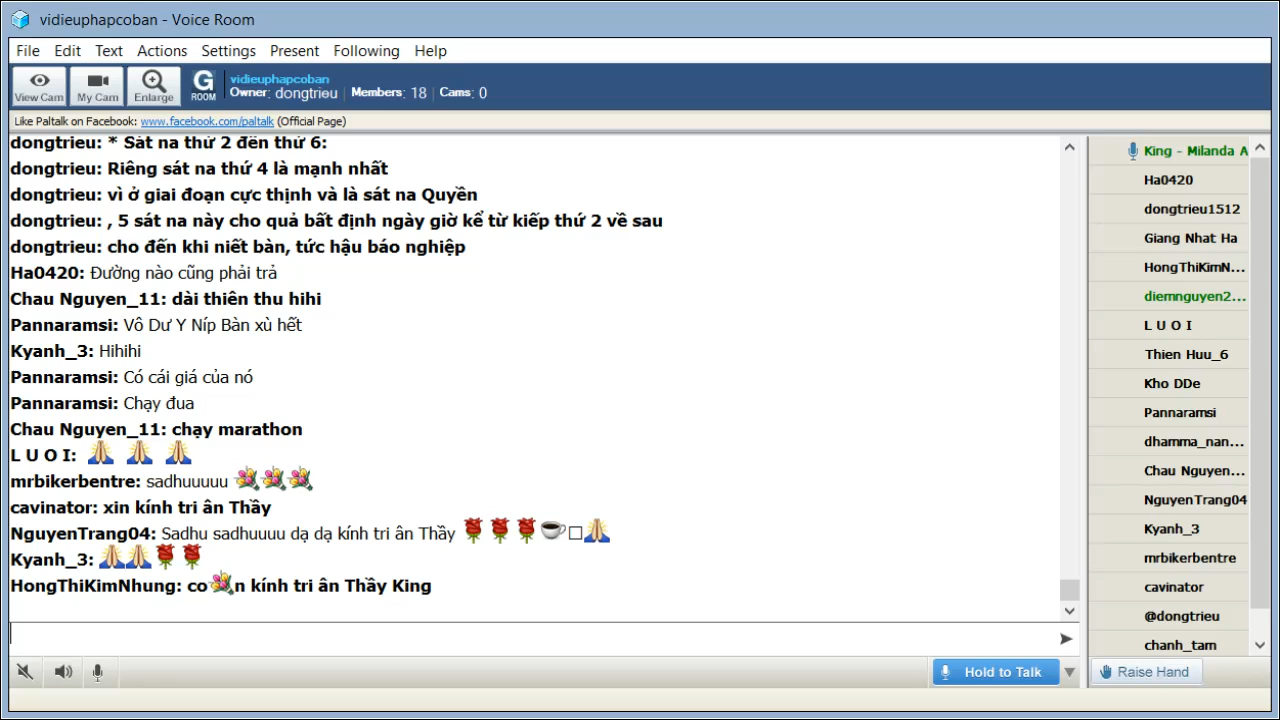 vidieuphapcoban - Voice Room
File Edit Text Actions Settings Present Following Help
View Cam My Cam Enlarge G ROOM vidieuphapcoban
Owner: dongtrieu | Members: 18 | Cams: 0
Like Paltalk on Facebook: www.facebook.com/paltalk (Official Page)
dongtrieu: * Sát na thứ 2 đến thứ 6:
dongtrieu: Riêng sát na thứ 4 là mạnh nhất
dongtrieu: vì ở giai đoạn cực thịnh và là sát na Quyền
dongtrieu: , 5 sát na này cho quả bất định ngày giờ kể từ kiếp thứ 2 về sau
dongtrieu: cho đến khi niết bàn, tức hậu báo nghiệp
Ha0420: Đường nào cũng phải trả
Chau Nguyen_11: dài thiên thu hihi
Pannaramsi: Vô Dư Y Níp Bàn xù hết
Kyanh_3: Hihihi
Pannaramsi: Có cái giá của nó
Pannaramsi: Chạy đua
Chau Nguyen_11: chạy marathon
L U O I: 🙏 🙏 🙏
mrbikerbentre: sadhuuuuu 💐💐💐
cavinator: xin kính tri ân Thầy
NguyenTrang04: Sadhu sadhuuuu dạ dạ kính tri ân Thầy 🌹🌹🌹☕□🙏
Kyanh_3: 🙏🙏🌹🌹
HongThiKimNhung: co💐n kính tri ân Thầy King
King - Milanda A
Ha0420
dongtrieu1512
Giang Nhat Ha
HongThiKimN...
diemnguyen2...
L U O I
Thien Huu_6
Kho DDe
Pannaramsi
dhamma_nan...
Chau Nguyen...
NguyenTrang04
Kyanh_3
mrbikerbentre
cavinator
@dongtrieu
chanh_tam
Hold to Talk
Raise Hand